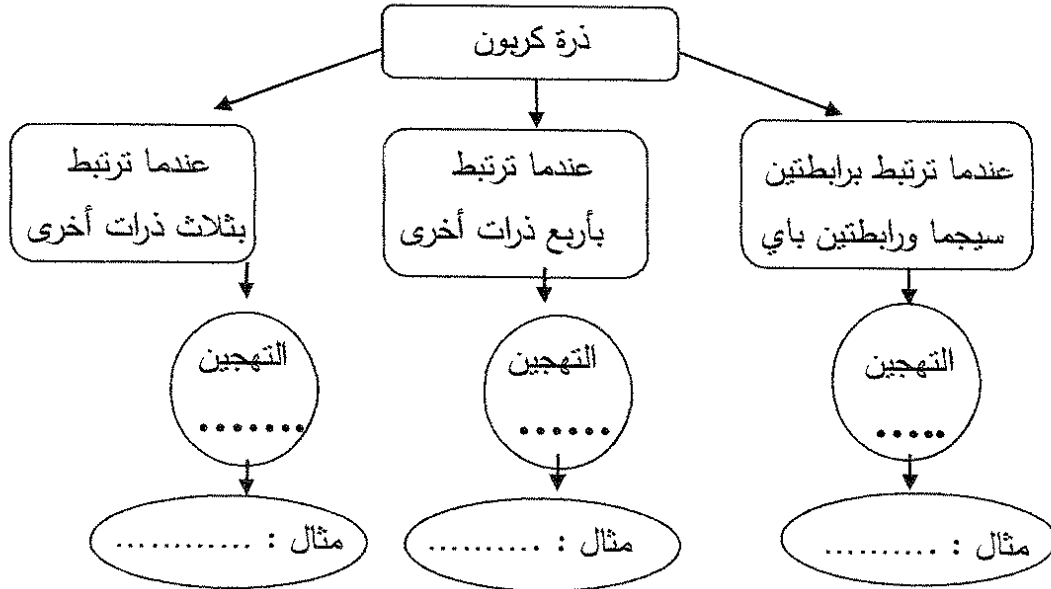 ذرة كربون
عندما ترتبط برابطتين
سيجما ورابطتين باي
عندما ترتبط
بأربع ذرات أخرى
عندما ترتبط
بثلاث ذرات أخرى
التهجين
.....
التهجين
......
التهجين
.......
مثال : ..........
مثال : ..........
مثال : ............